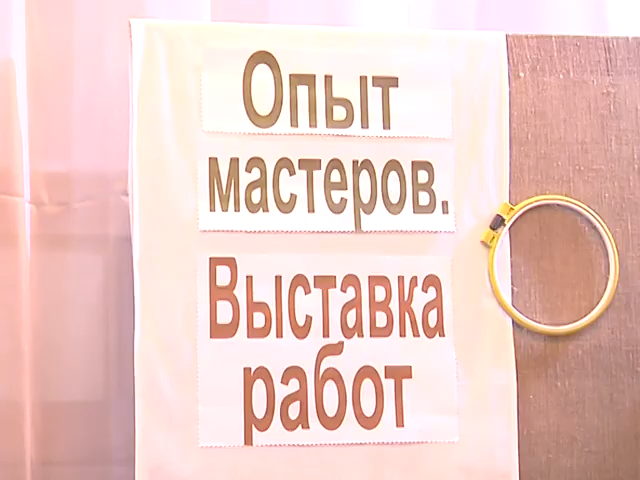 Опыт
мастеров.
Выставка
работ